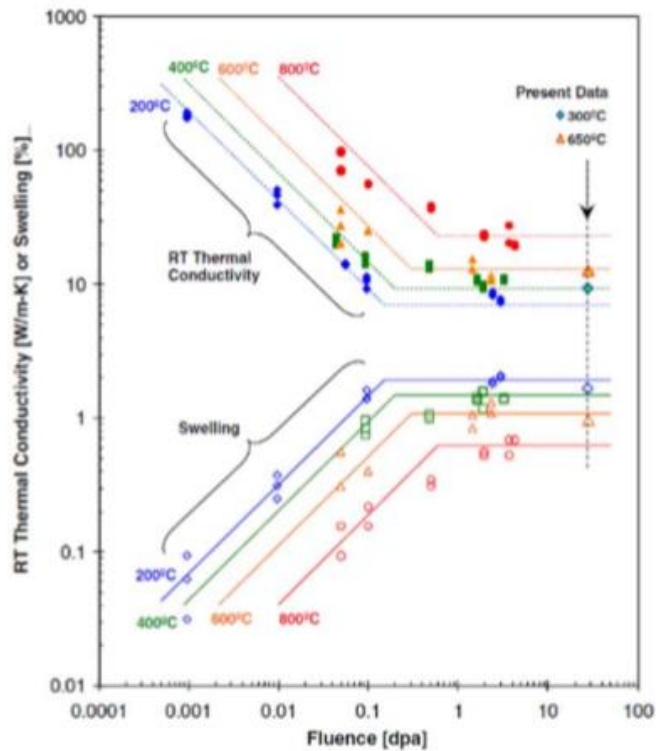 RT Thermal Conductivity [W/m-K] or Swelling [%]...
1000
100
10
1
0.1
0.01
0.0001
0.001
0.01
0.1
1
10
100
Fluence [dpa]
400ºC
600ºC
800ºC
200ºC
Present Data
300ºC
650ºC
RT Thermal
Conductivity
Swelling
200ºC
400ºC
600ºC
800ºC